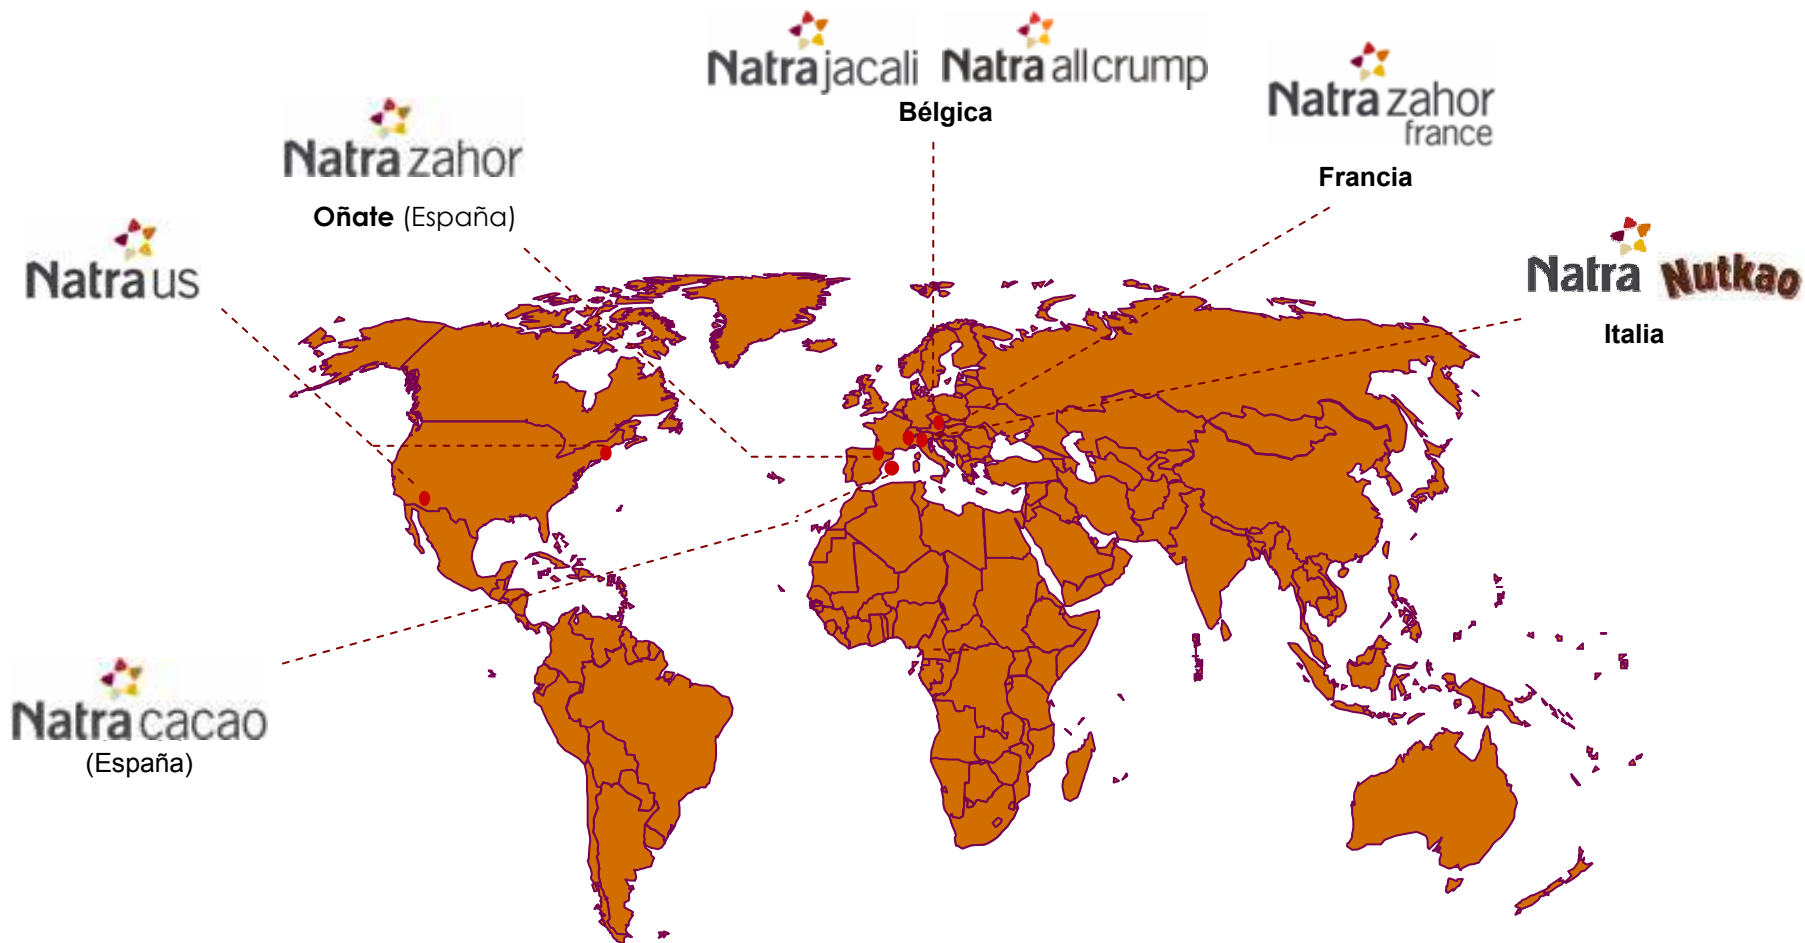 Natra jacali
Natra allcrump
Bélgica
Natra zahor
france
Francia
Natra zahor
Oñate (España)
Natra us
Natra
Nutkao
Italia
Natra cacao
(España)